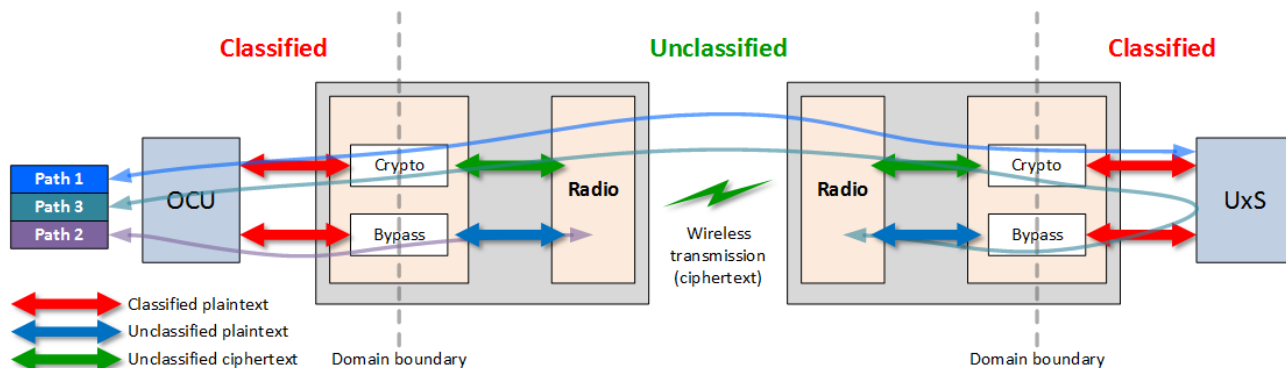 Classified
Unclassified
Classified
Path 1
Path 3
Path 2
OCU
Crypto
Bypass
Radio
Wireless
transmission
(ciphertext)
Radio
Crypto
Bypass
UxS
Classified plaintext
Unclassified plaintext
Unclassified ciphertext
Domain boundary
Domain boundary